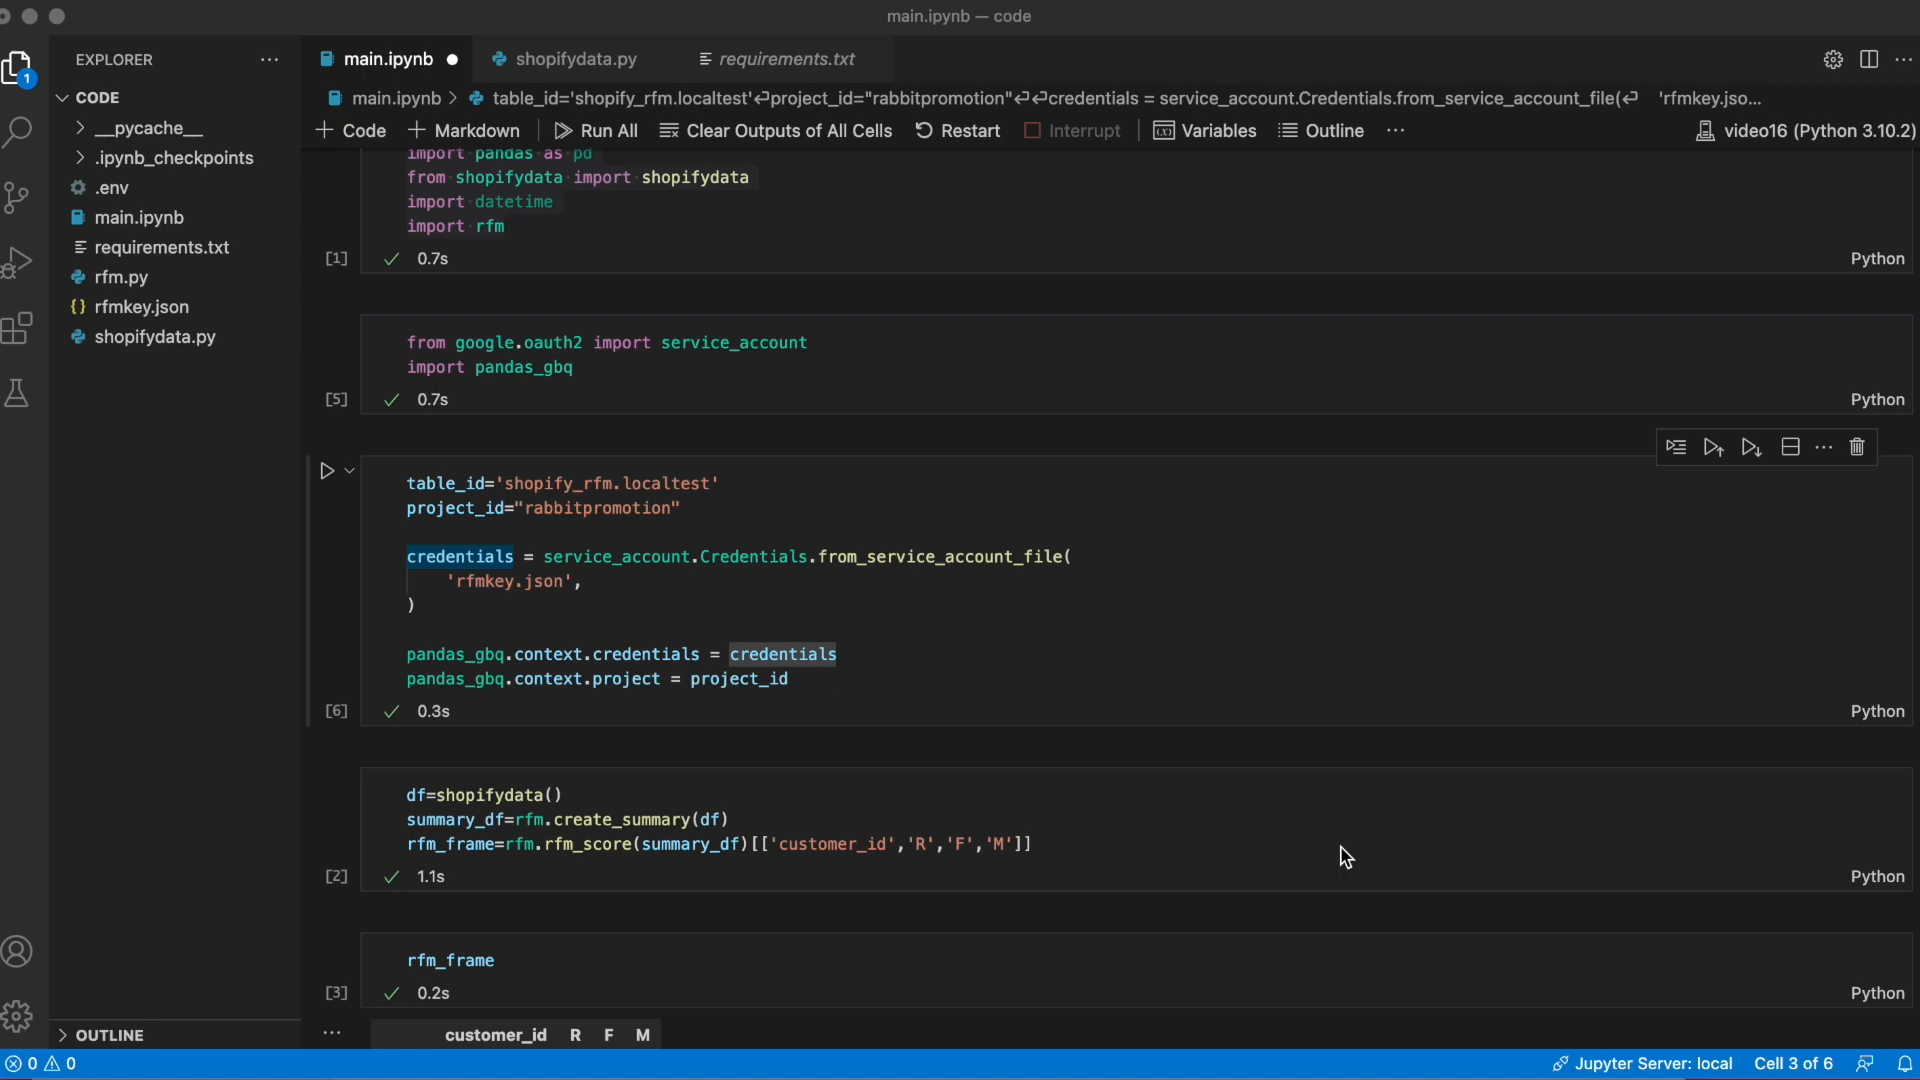 main.ipynb — code
EXPLORER
main.ipynb
shopifydata.py
requirements.txt
main.ipynb > table_id='shopify_rfm.localtest'↵project_id="rabbitpromotion"↵↵credentials = service_account.Credentials.from_service_account_file(↵ 'rfmkey.jso...
CODE
+ Code
+ Markdown
Run All
Clear Outputs of All Cells
Restart
Interrupt
Variables
Outline
video16 (Python 3.10.2)
__pycache__
.ipynb_checkpoints
.env
main.ipynb
requirements.txt
rfm.py
rfmkey.json
shopifydata.py
1
import pandas as pd
from shopifydata import shopifydata
import datetime
import rfm
[1] 0.7s Python
from google.oauth2 import service_account
import pandas_gbq
[5] 0.7s Python
table_id='shopify_rfm.localtest'
project_id="rabbitpromotion"
credentials = service_account.Credentials.from_service_account_file(
'rfmkey.json',
)
pandas_gbq.context.credentials = credentials
pandas_gbq.context.project = project_id
[6] 0.3s Python
df=shopifydata()
summary_df=rfm.create_summary(df)
rfm_frame=rfm.rfm_score(summary_df)[['customer_id','R','F','M']]
[2] 1.1s Python
rfm_frame
[3] 0.2s Python
customer_id R F M
OUTLINE
0 0
Jupyter Server: local
Cell 3 of 6